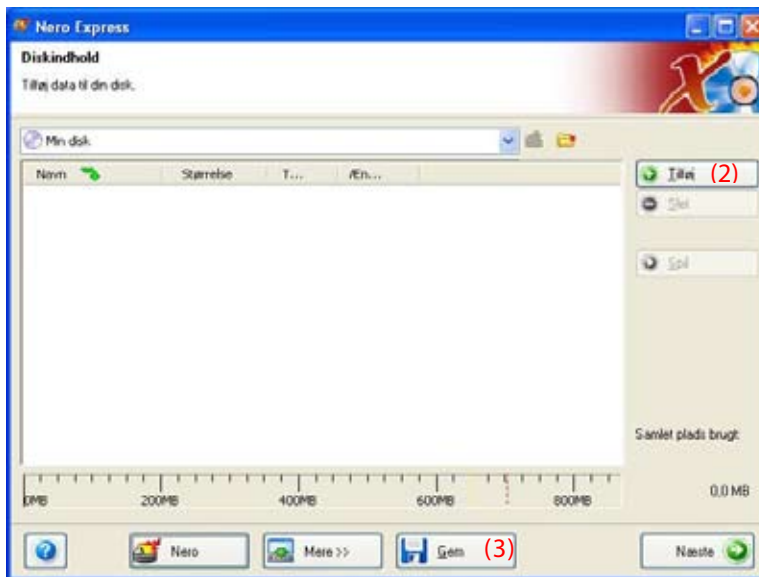 Nero Express
Diskindhold
Tilføj data til din disk.
Min disk
Navn Størrelse T... Æn...
Tilføj (2)
Slet
Spil
Samlet plads brugt
0MB 200MB 400MB 600MB 800MB 0,0 MB
Nero Mere >> Gem (3) Næste